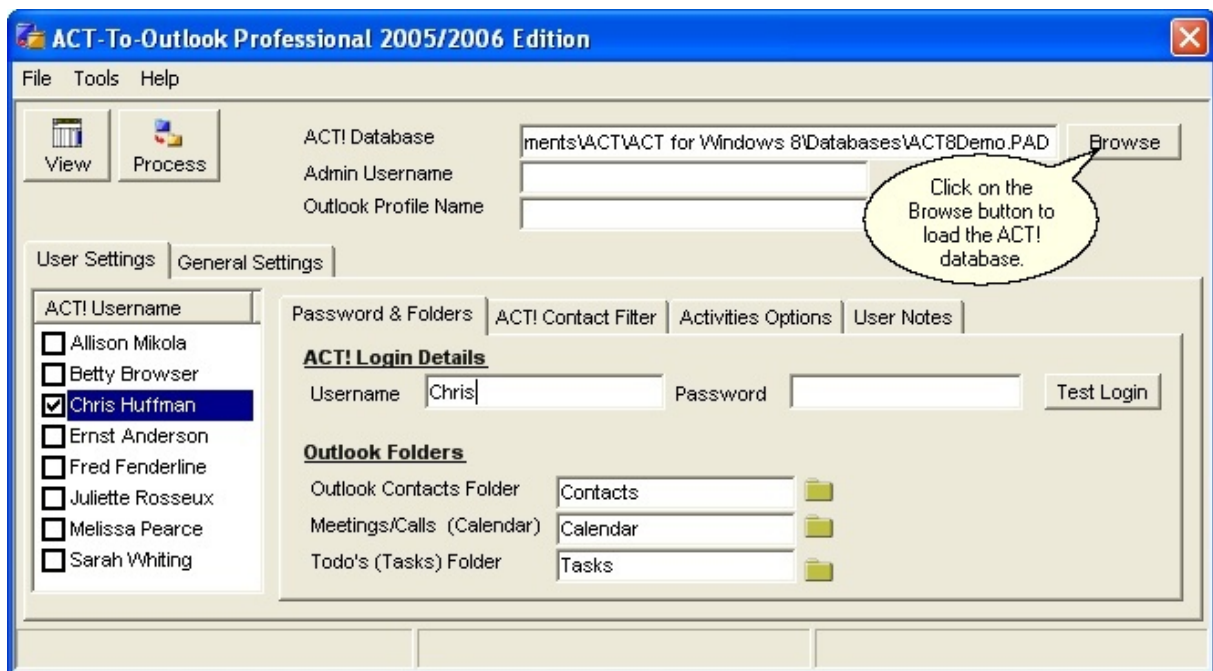 ACT-To-Outlook Professional 2005/2006 Edition
File Tools Help
View
Process
ACT! Database
ments\ACT\ACT for Windows 8\Databases\ACT8Demo.PAD
Browse
Admin Username
Outlook Profile Name
Click on the
Browse button to
load the ACT!
database.
User Settings
General Settings
ACT! Username
Allison Mikola
Betty Browser
Chris Huffman
Ernst Anderson
Fred Fenderline
Juliette Rosseux
Melissa Pearce
Sarah Whiting
Password & Folders
ACT! Contact Filter
Activities Options
User Notes
ACT! Login Details
Username
Chris
Password
Test Login
Outlook Folders
Outlook Contacts Folder
Contacts
Meetings/Calls (Calendar)
Calendar
Todo's (Tasks) Folder
Tasks